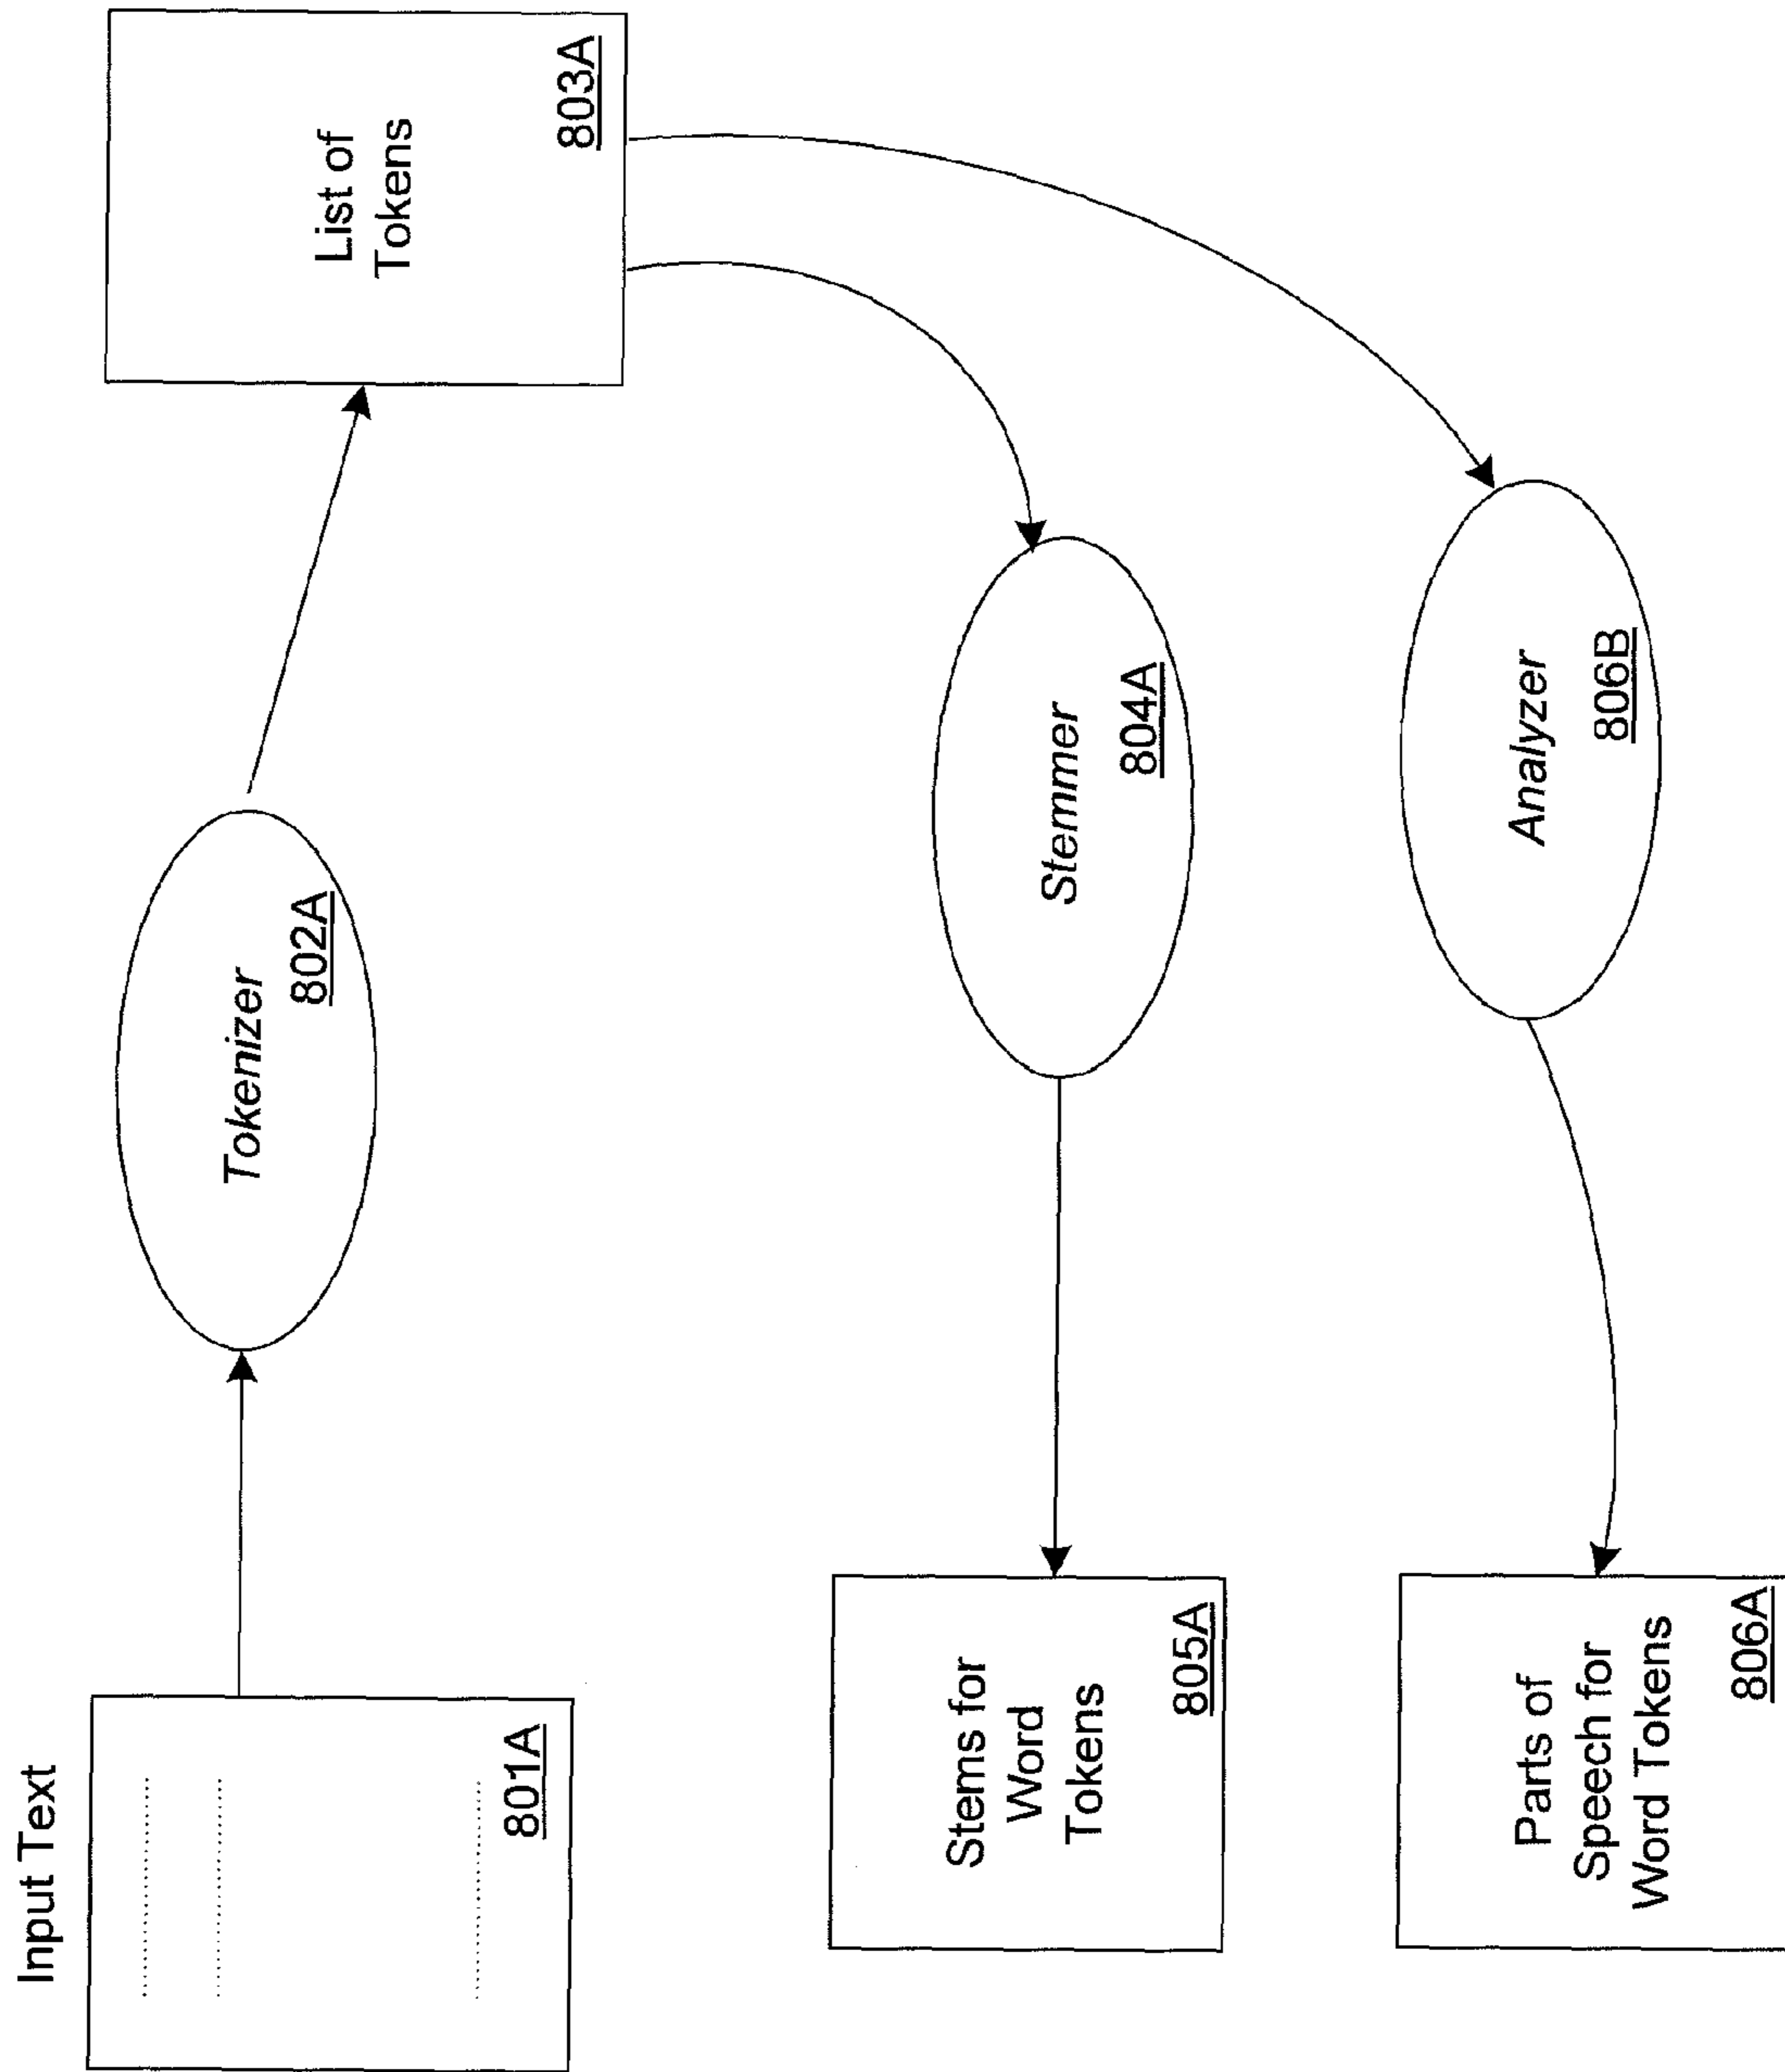 Input Text
801A
Tokenizer
802A
List of
Tokens
803A
Stems for
Word
Tokens
805A
Stemmer
804A
Parts of
Speech for
Word Tokens
806A
Analyzer
806B